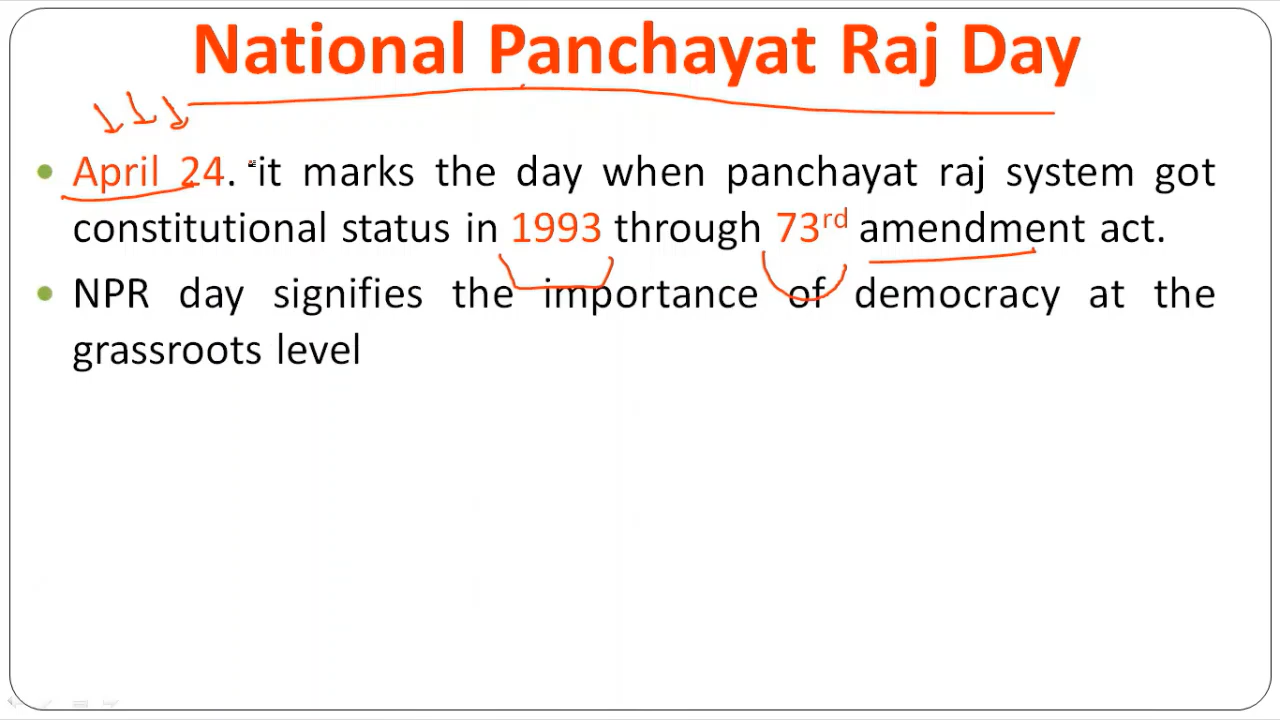 National Panchayat Raj Day
April 24. it marks the day when panchayat raj system got
constitutional status in 1993 through 73rd amendment act.
NPR day signifies the importance of democracy at the
grassroots level